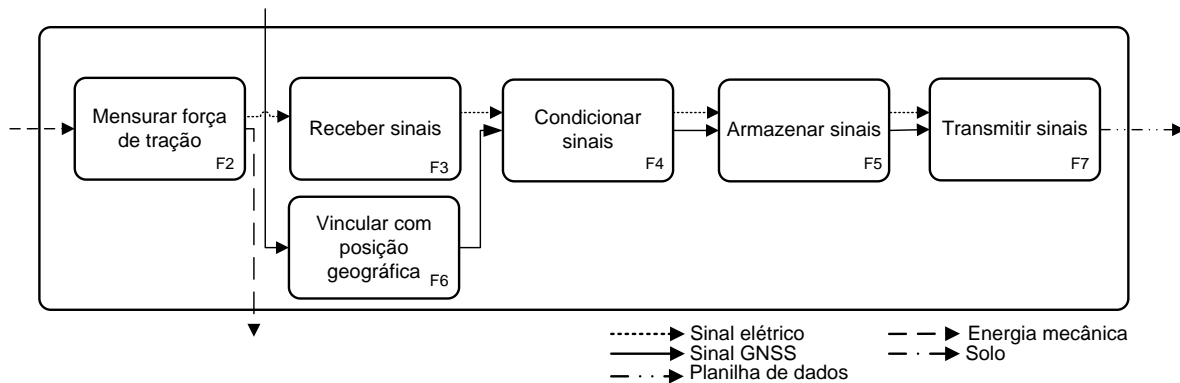 Mensurar força
de tração
F2
Receber sinais
F3
Condicionar
sinais
F4
Armazenar sinais
F5
Transmitir sinais
F7
Vincular com
posição
geográfica
F6
Sinal elétrico
Energia mecânica
Sinal GNSS
Solo
Planilha de dados